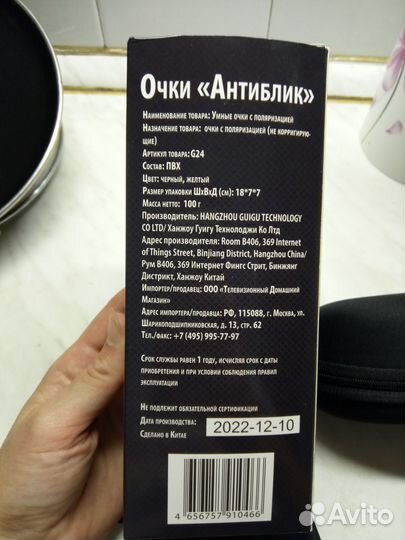 Очки «Антиблик»
Наименование товара: Умные очки с поляризацией
Назначение товара: очки с поляризацией (не корригирую-
щие)
Артикул товара: G24
Состав: ПВХ
Цвет: черный, желтый
Размер упаковки ШхВхД (см): 18*7*7
Масса нетто: 100 г
Производитель: HANGZHOU GUIGU TECHNOLOGY
CO LTD/ Ханжоу Гуигу Технолоджи Ко Лтд
Адрес производителя: Room B406, 369 Internet
of Things Street, Binjiang District, Hangzhou China/
Рум В406, 369 Интернет Фингс Стрит, Бинжянг
Дистрикт, Ханжоу Китай
Импортер/продавец: ООО «Телевизионный Домашний
Магазин»
Адрес импортера/продавца: РФ, 115088, г. Москва, ул.
Шарикоподшипниковская, д. 13, стр. 62
Тел./факс: +7 (495) 995-77-97
Срок службы равен 1 году, исчисляя срок с даты
приобретения и при условии соблюдения правил
эксплуатации
Не подлежит обязательной сертификации
Дата производства: 2022-12-10
Сделано в Китае
4 656757 910466
Avito